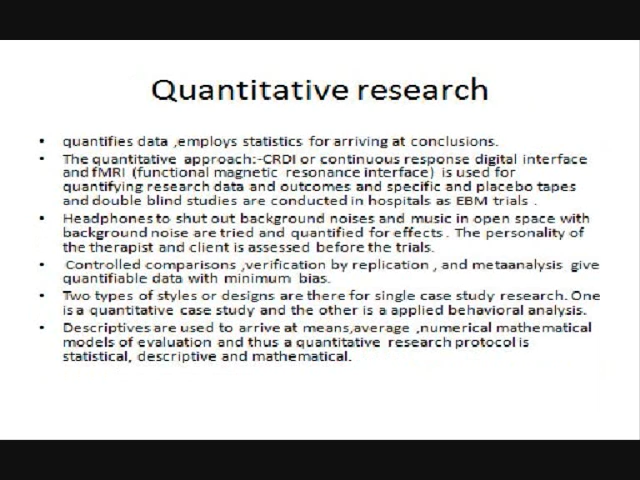 Quantitative research
• quantifies data ,employs statistics for arriving at conclusions.
• The quantitative approach:-CRDI or continuous response digital interface
and fMRI (functional magnetic resonance interface) is used for
quantifying research data and outcomes and specific and placebo tapes
and double blind studies are conducted in hospitals as EBM trials .
• Headphones to shut out background noises and music in open space with
background noise are tried and quantified for effects . The personality of
the therapist and client is assessed before the trials.
• Controlled comparisons ,verification by replication , and metaanalysis give
quantifiable data with minimum bias.
• Two types of styles or designs are there for single case study research. One
is a quantitative case study and the other is a applied behavioral analysis.
• Descriptives are used to arrive at means,average ,numerical mathematical
models of evaluation and thus a quantitative research protocol is
statistical, descriptive and mathematical.